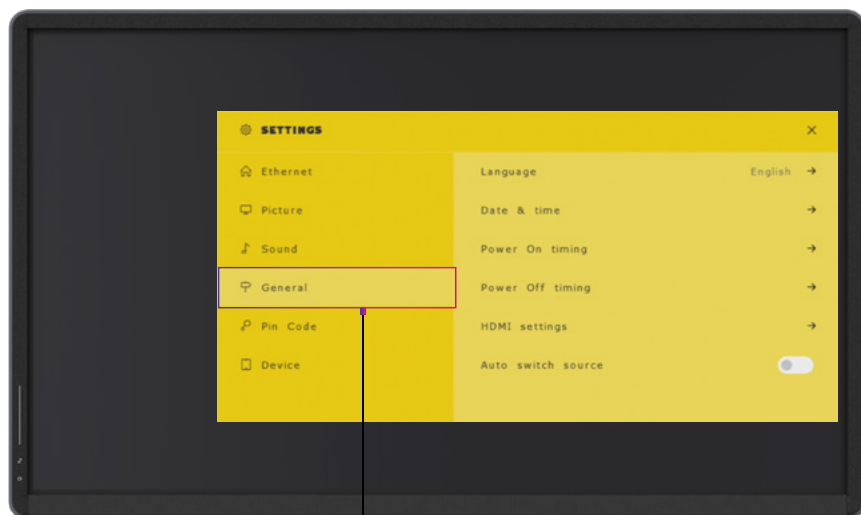 SETTINGS
Ethernet
Picture
Sound
General
Pin Code
Device
Language English
Date & time
Power On timing
Power Off timing
HDMI settings
Auto switch source